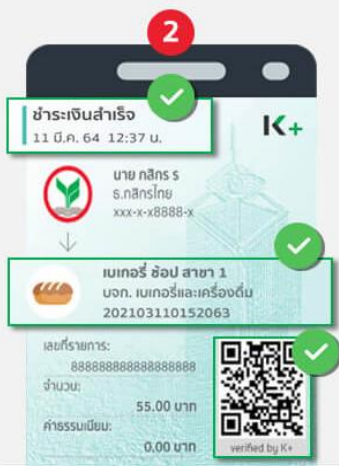 2
ชำระเงินสำเร็จ
11 มี.ค. 64 12:37 น.
K+
นาย กสิกร ร
ธ.กสิกรไทย
xxx-x-x8888-x
เบเกอรี่ ช้อป สาขา 1
บจก. เบเกอรี่และเครื่องดื่ม
202103110152063
เลขที่รายการ:
888888888888888888
จำนวน:
55.00 บาท
ค่าธรรมเนียม:
0.00 บาท
verified by K+